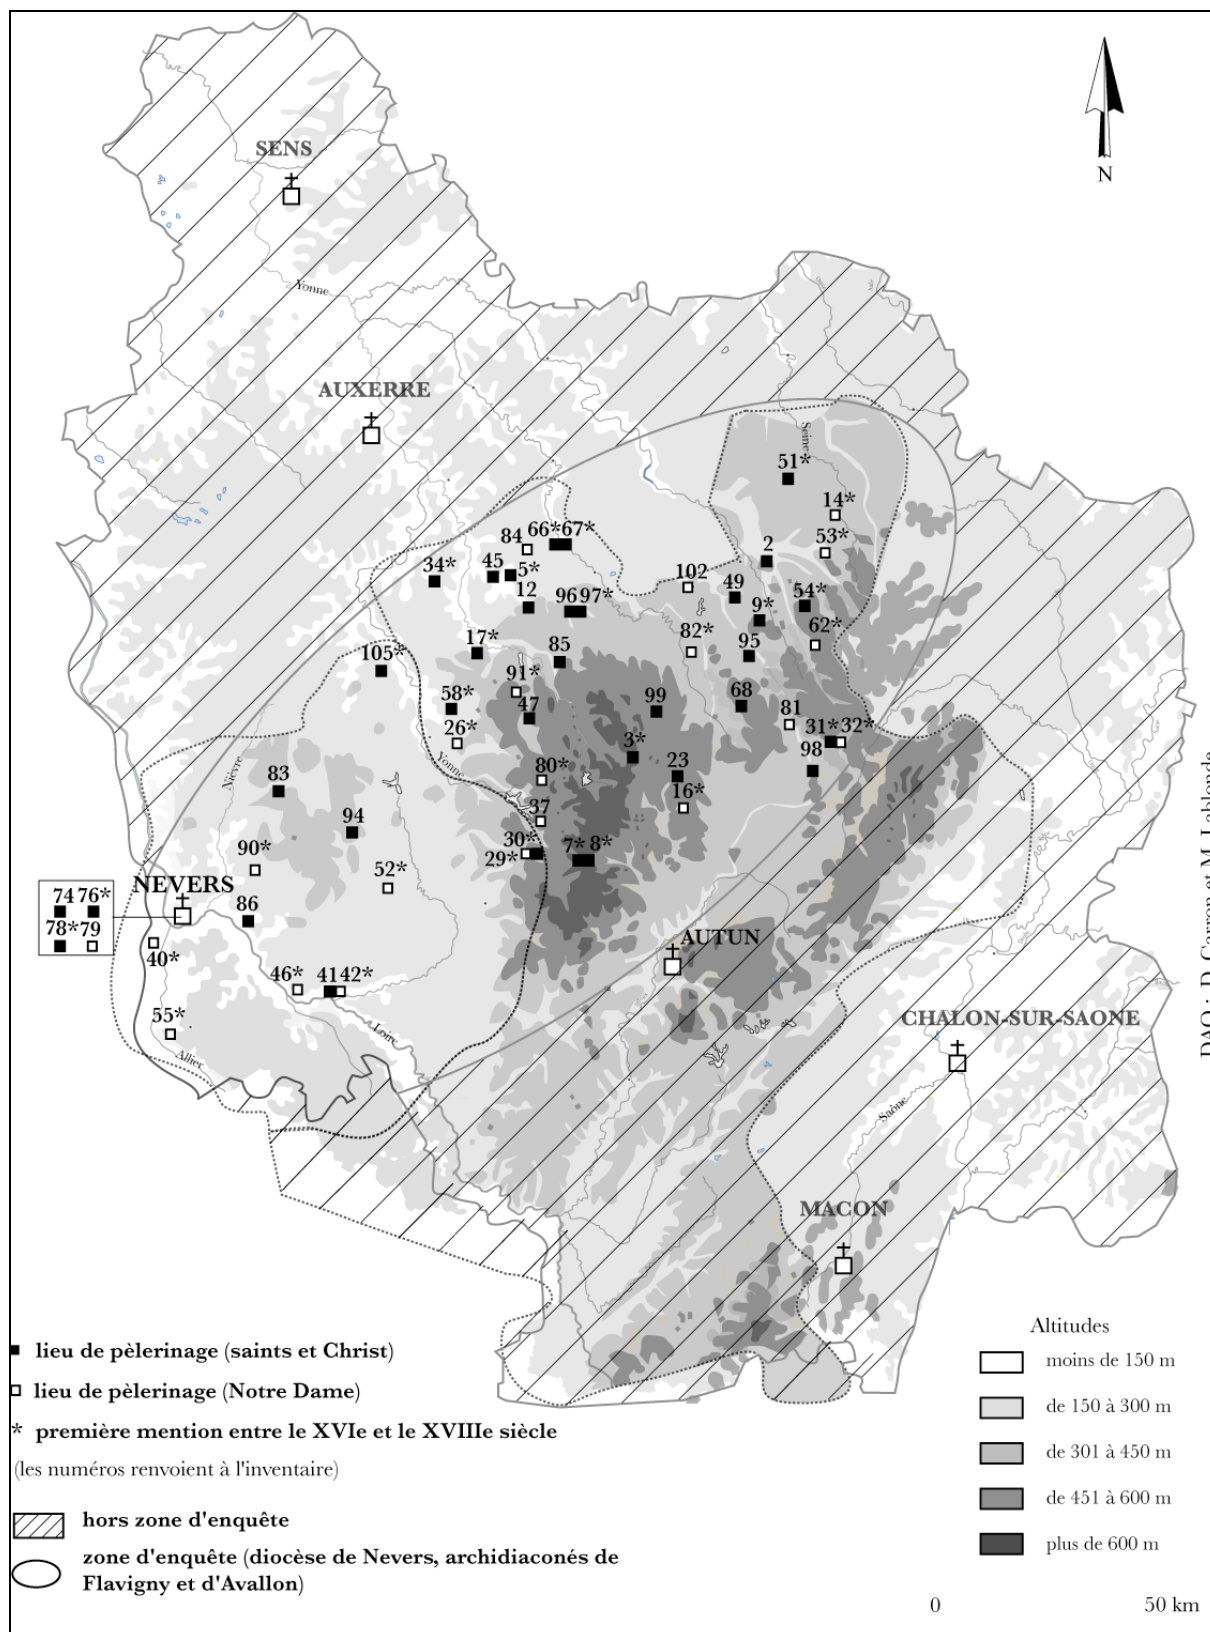 N
SENS
Yonne
AUXERRE
Seine
51*
14*
66* 67*
84
2
53*
34*
45
5*
102
49
54*
12
96 97*
9*
62*
82*
17*
85
95
105*
91*
47
58*
99
68
81
31* 32*
26*
3*
98
Yonne
80*
23
Nièvre
83
16*
37
94
30*
29*
7* 8*
90*
52*
NEVERS
74 76*
78* 79
86
AUTUN
40*
46*
41 42*
55*
Loire
Allier
CHALON-SUR-SAONE
Saône
MACON
DAO : D. Carron et M. Lablonde
lieu de pèlerinage (saints et Christ)
lieu de pèlerinage (Notre Dame)
* première mention entre le XVIe et le XVIIIe siècle
(les numéros renvoient à l'inventaire)
hors zone d'enquête
zone d'enquête (diocèse de Nevers, archidiaconés de
Flavigny et d'Avallon)
Altitudes
moins de 150 m
de 150 à 300 m
de 301 à 450 m
de 451 à 600 m
plus de 600 m
0 50 km